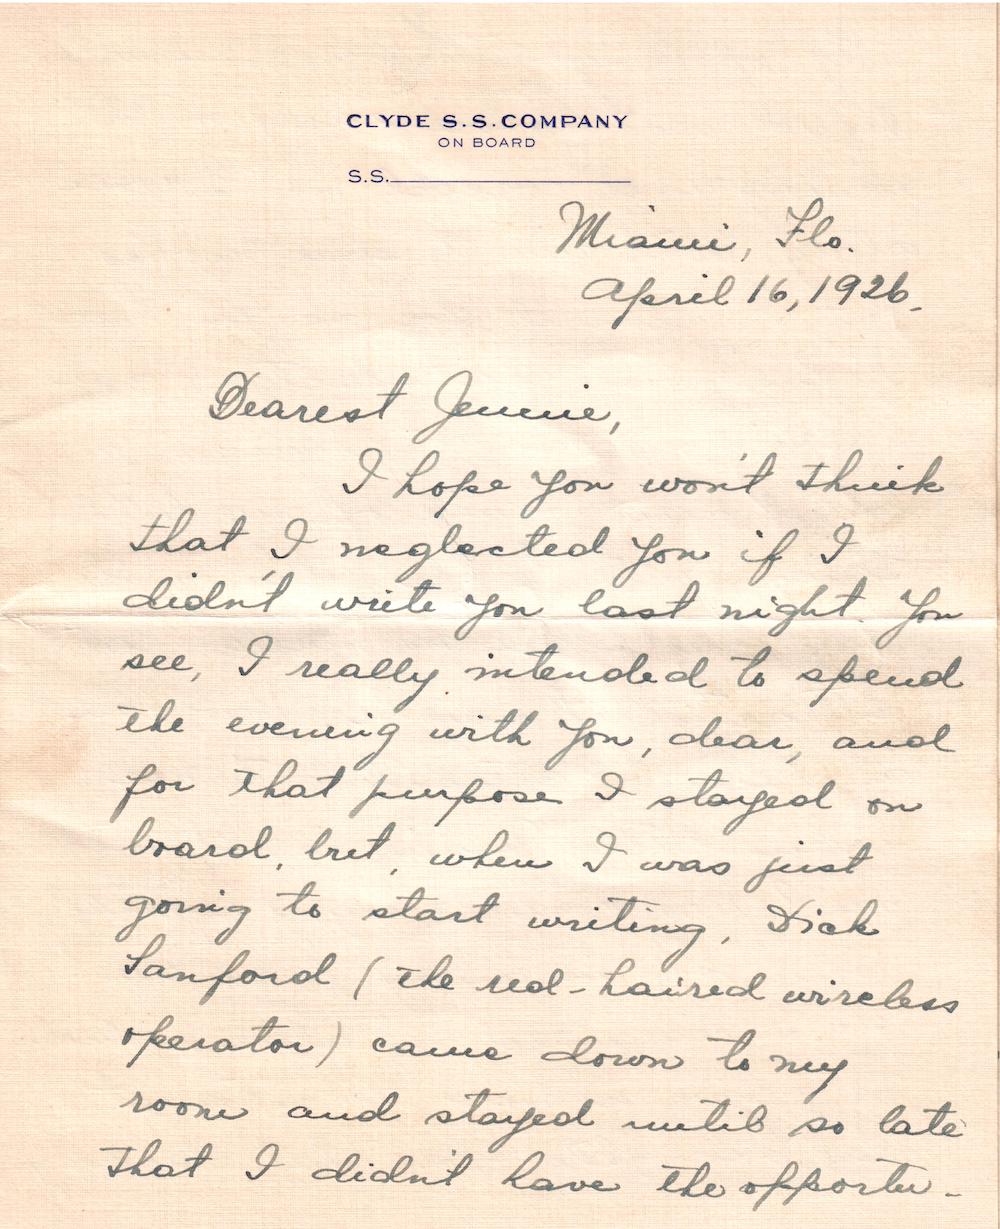 CLYDE S.S. COMPANY
ON BOARD
S.S.
Miami, Fla.
April 16, 1926.
Dearest Jennie,
I hope you won't think
that I neglected you if I
didn't write you last night. You
see, I really intended to spend
the evening with you, dear, and
for that purpose I stayed on
board, but, when I was just
going to start writing, Dick
Sanford (the red-haired wireless
operator) came down to my
room and stayed until so late
that I didn't have the opportu-